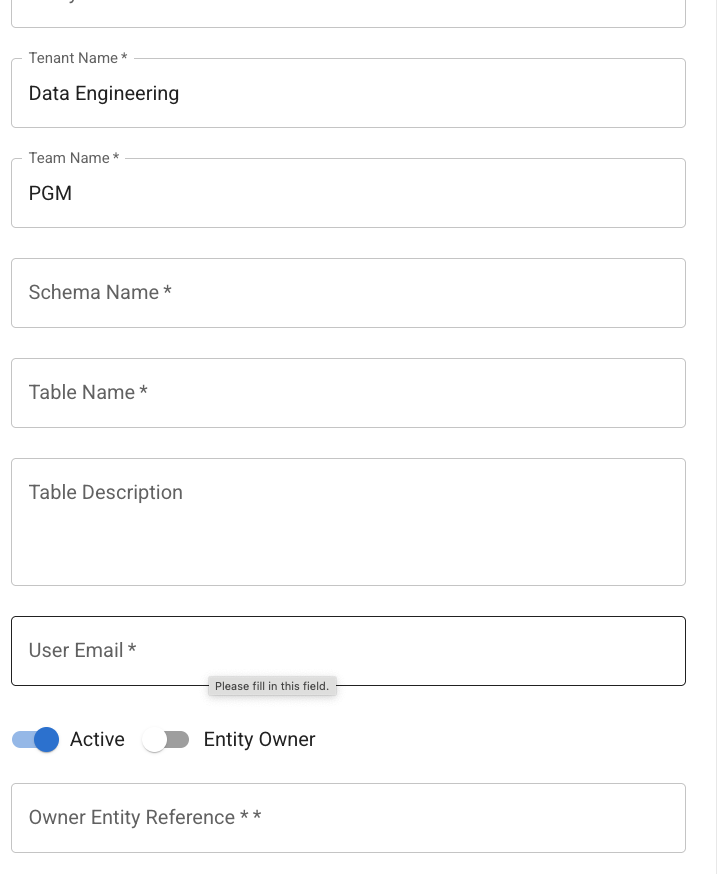 Tenant Name *
Data Engineering
Team Name *
PGM
Schema Name *
Table Name *
Table Description
User Email *
Please fill in this field.
Active
Entity Owner
Owner Entity Reference * *